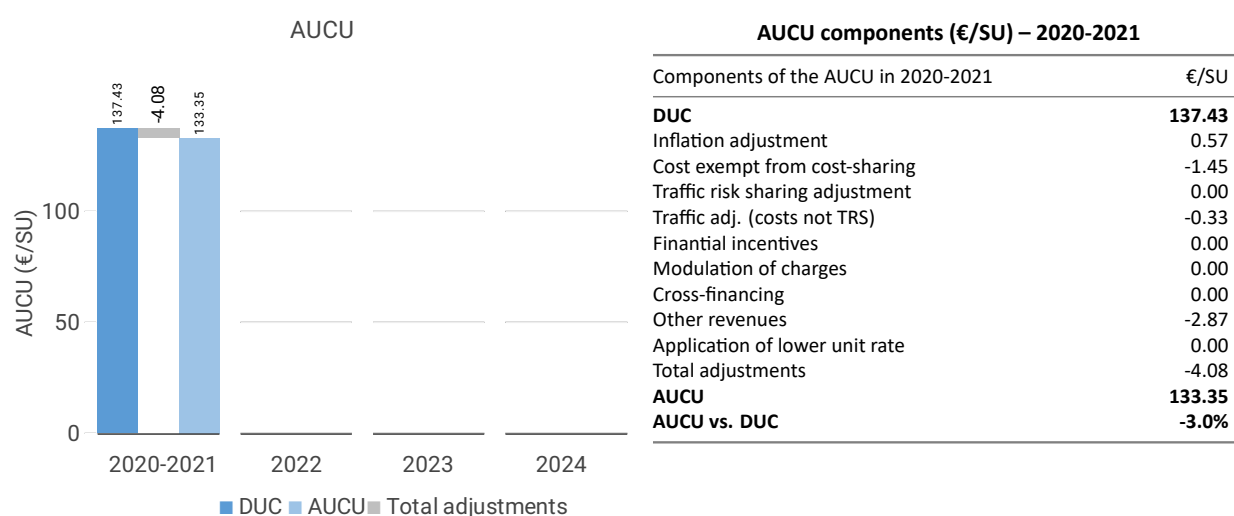 AUCU
137.43
-4.08
133.35
AUCU (€/SU)
100
50
0
2020-2021 2022 2023 2024
DUC AUCU Total adjustments
AUCU components (€/SU) – 2020-2021
Components of the AUCU in 2020-2021 €/SU
DUC 137.43
Inflation adjustment 0.57
Cost exempt from cost-sharing -1.45
Traffic risk sharing adjustment 0.00
Traffic adj. (costs not TRS) -0.33
Finantial incentives 0.00
Modulation of charges 0.00
Cross-financing 0.00
Other revenues -2.87
Application of lower unit rate 0.00
Total adjustments -4.08
AUCU 133.35
AUCU vs. DUC -3.0%